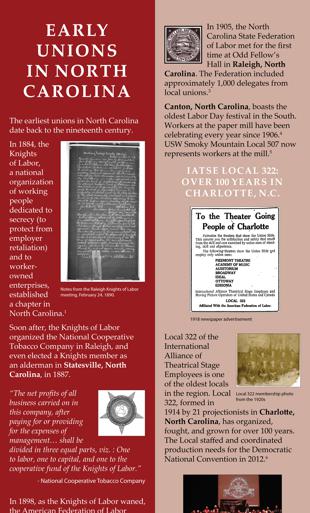 EARLY
UNIONS
IN NORTH
CAROLINA
The earliest unions in North Carolina
date back to the nineteenth century.
In 1884, the
Knights
of Labor,
a national
organization
of working
people
dedicated to
secrecy (to
protect from
employer
retaliation)
and to
worker-
owned
enterprises,
established
a chapter in
North Carolina.¹
Notes from the Raleigh Knights of Labor
meeting, February 24, 1890.
Soon after, the Knights of Labor
organized the National Cooperative
Tobacco Company in Raleigh, and
even elected a Knights member as
an alderman in Statesville, North
Carolina, in 1887.
“The net profits of all
business carried on in
this company, after
paying for or providing
for the expenses of
management... shall be
divided in three equal parts, viz. : One
to labor, one to capital, and one to the
cooperative fund of the Knights of Labor.”
- National Cooperative Tobacco Company
In 1898, as the Knights of Labor waned,
the American Federation of Labor
In 1905, the North
Carolina State Federation
of Labor met for the first
time at Odd Fellow’s
Hall in Raleigh, North
Carolina. The Federation included
approximately 1,000 delegates from
local unions.³
Canton, North Carolina, boasts the
oldest Labor Day festival in the South.
Workers at the paper mill have been
celebrating every year since 1906.⁴
USW Smoky Mountain Local 507 now
represents workers at the mill.⁵
IATSE LOCAL 322:
OVER 100 YEARS IN
CHARLOTTE, N.C.
To the Theater Going
People of Charlotte
PIEDMONT THEATRE
ACADEMY OF MUSIC
AUDITORIUM
BROADWAY
IDEAL
OTTOWAY
EDISONIA
LOCAL 322
Affiliated With the American Federation of Labor.
1918 newspaper advertisement
Local 322 of the
International
Alliance of
Theatrical Stage
Employees is one
of the oldest locals
in the region. Local
322, formed in
1914 by 21 projectionists in Charlotte,
North Carolina, has organized,
fought, and grown for over 100 years.
The Local staffed and coordinated
production needs for the Democratic
National Convention in 2012.⁶
Local 322 membership photo
from the 1920s